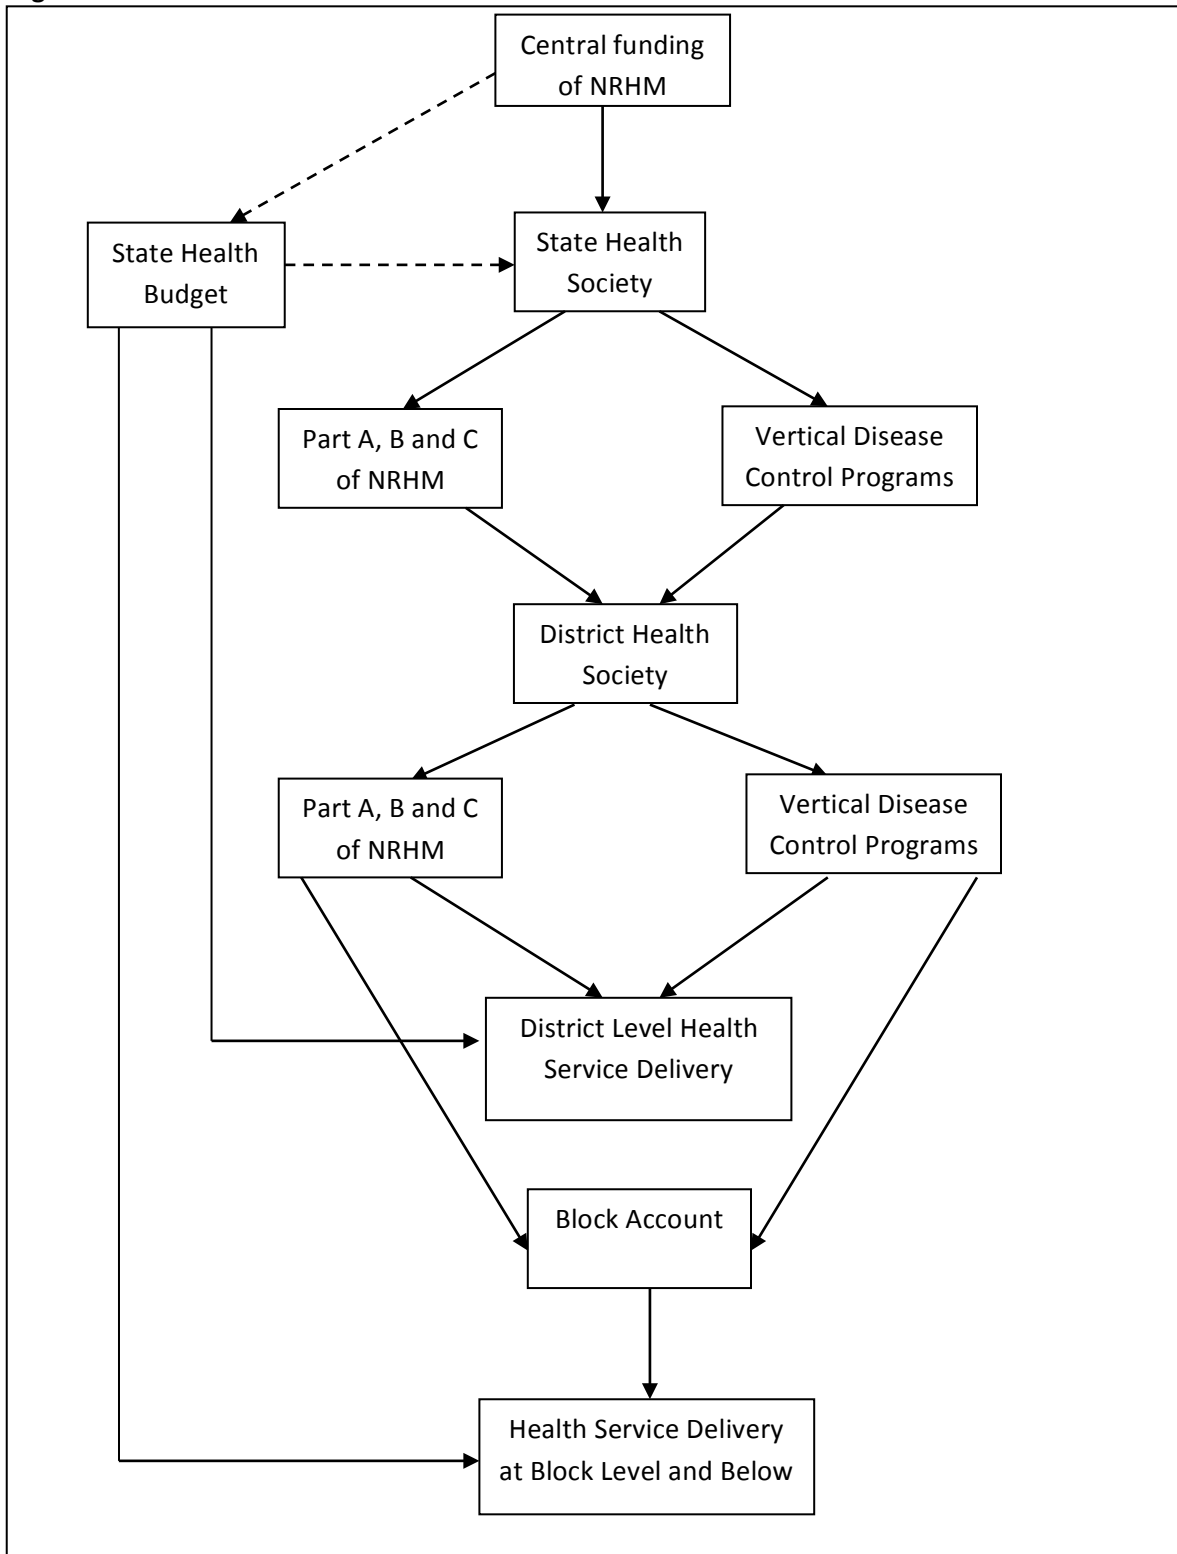 Central funding
of NRHM
State Health
Budget
State Health
Society
Part A, B and C
of NRHM
Vertical Disease
Control Programs
District Health
Society
Part A, B and C
of NRHM
Vertical Disease
Control Programs
District Level Health
Service Delivery
Block Account
Health Service Delivery
at Block Level and Below